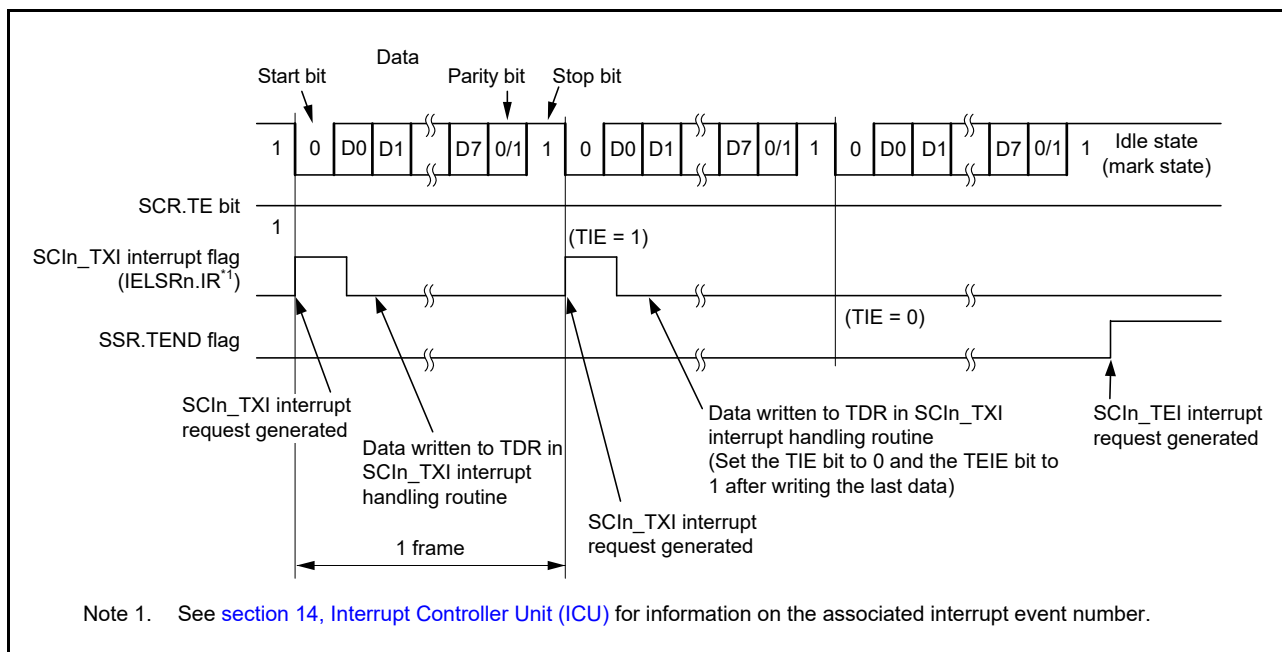 Data
Start bit
Parity bit
Stop bit
1 0 D0 D1 D7 0/1 1 0 D0 D1 D7 0/1 1 0 D0 D1 D7 0/1 1
Idle state
(mark state)
SCR.TE bit
1
(TIE = 1)
SCIn_TXI interrupt flag
(IELSRn.IR*1)
(TIE = 0)
SSR.TEND flag
SCIn_TXI interrupt
request generated
Data written to TDR in
SCIn_TXI interrupt
handling routine
SCIn_TXI interrupt
request generated
Data written to TDR in SCIn_TXI
interrupt handling routine
(Set the TIE bit to 0 and the TEIE bit to
1 after writing the last data)
SCIn_TEI interrupt
request generated
1 frame
Note 1. See section 14, Interrupt Controller Unit (ICU) for information on the associated interrupt event number.